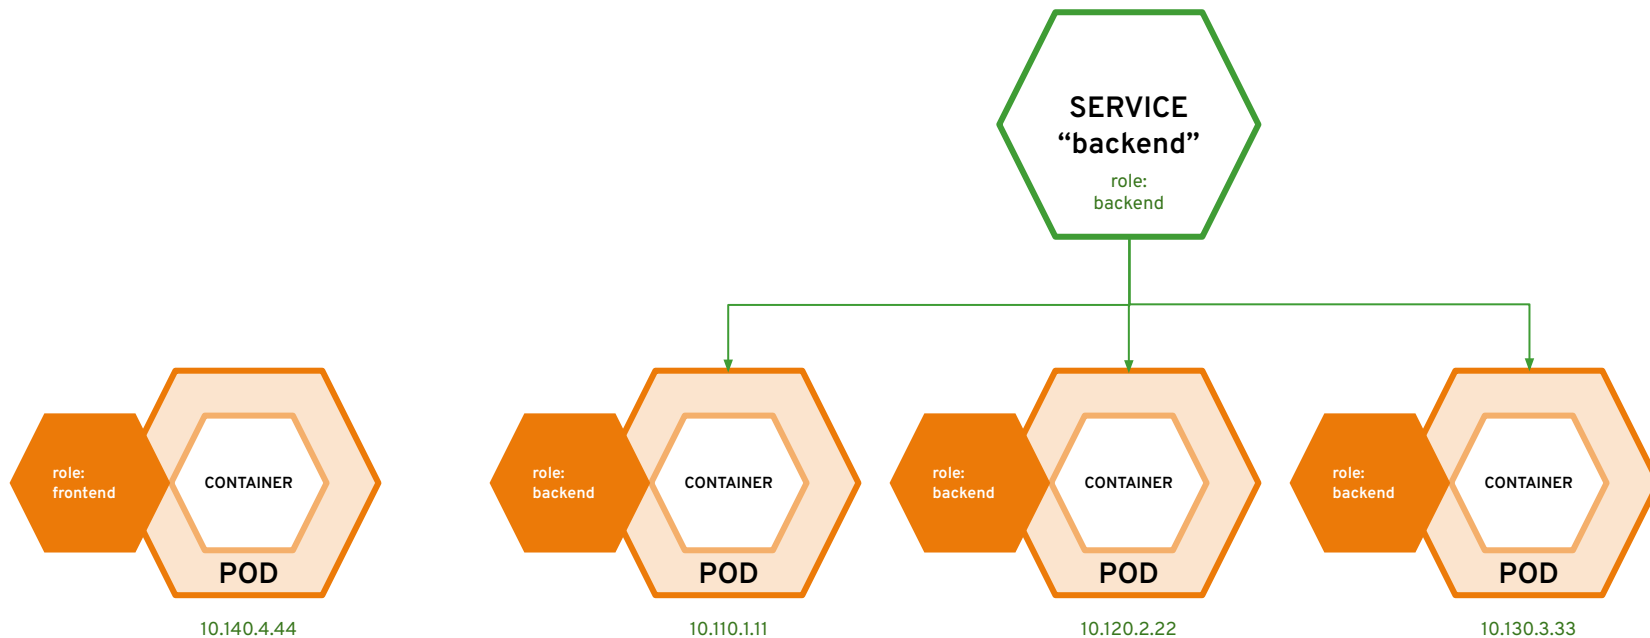 SERVICE
“backend”
role:
backend
role:
frontend
CONTAINER
POD
10.140.4.44
role:
backend
CONTAINER
POD
10.110.1.11
role:
backend
CONTAINER
POD
10.120.2.22
role:
backend
CONTAINER
POD
10.130.3.33